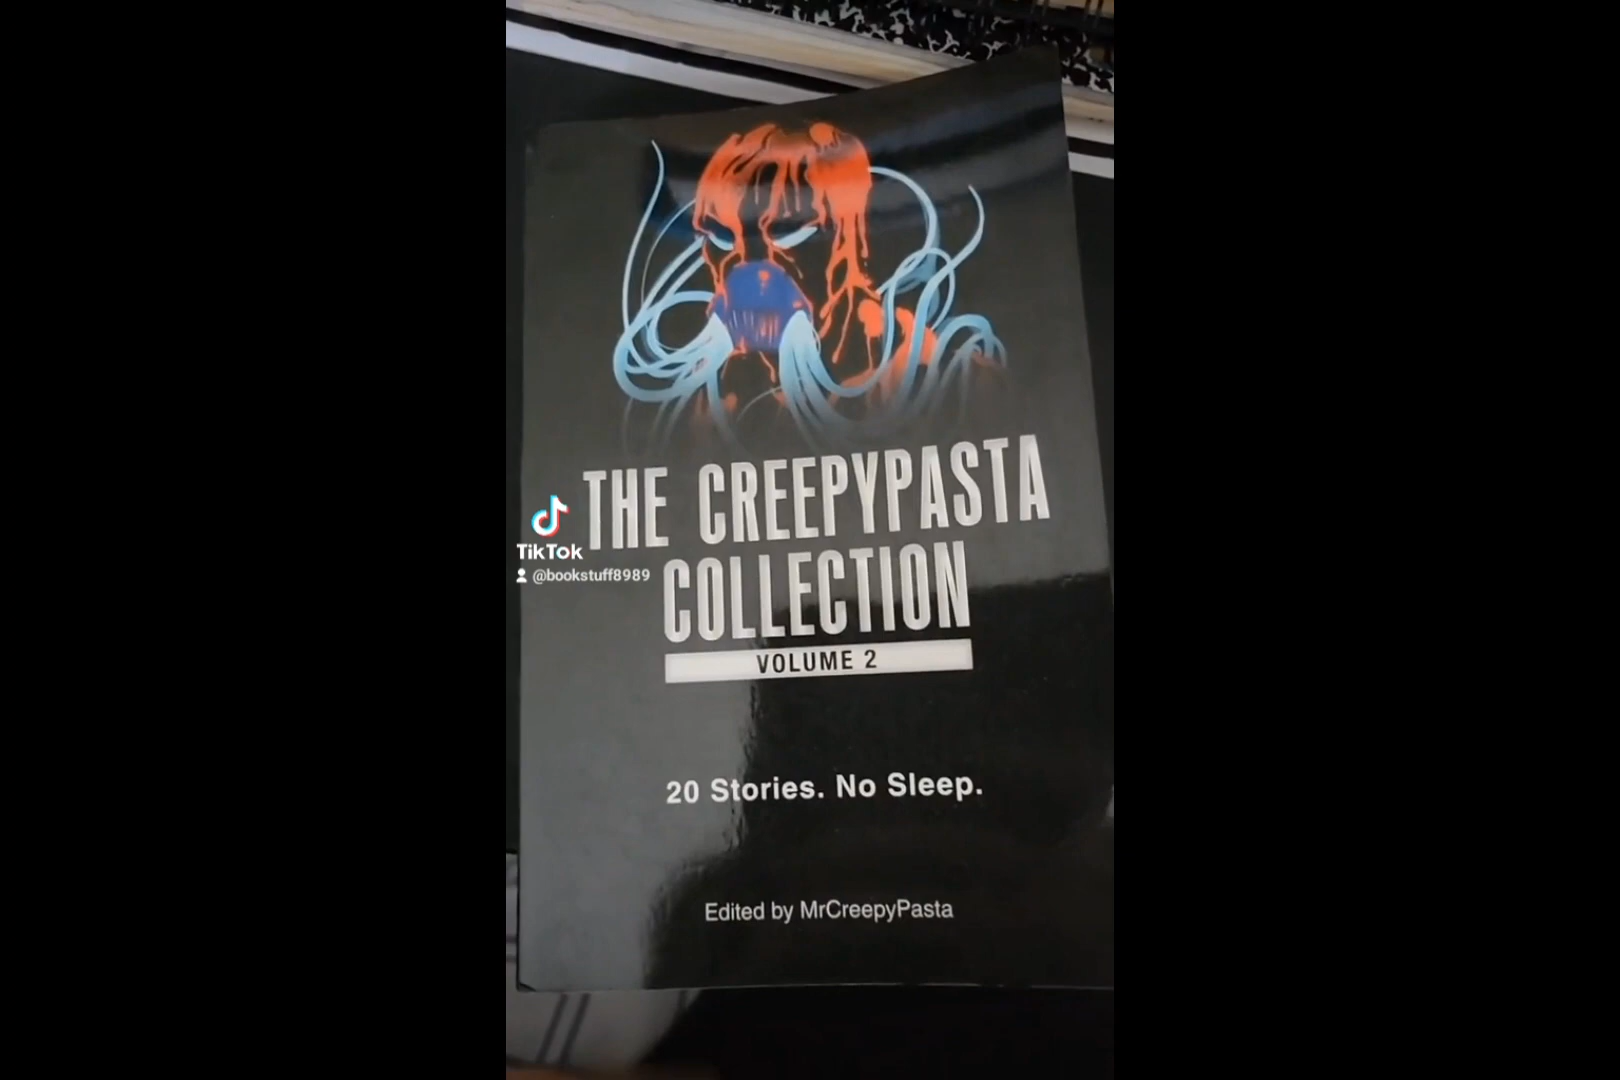 THE CREEPYPASTA
COLLECTION
VOLUME 2
20 Stories. No Sleep.
Edited by MrCreepyPasta
TikTok
@bookstuff8989